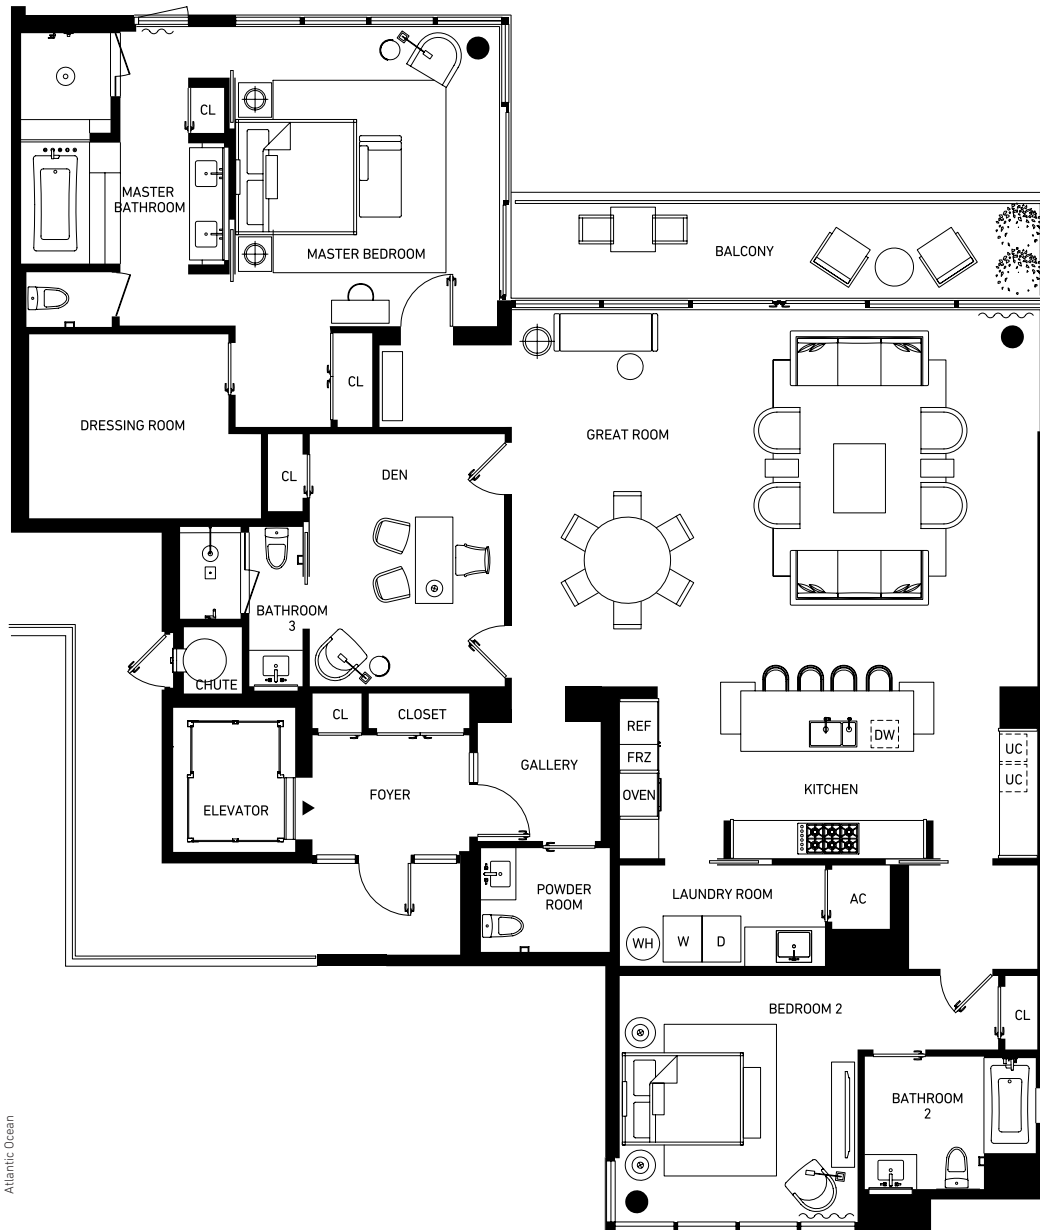 CL
MASTER
BATHROOM
MASTER BEDROOM
BALCONY
CL
DRESSING ROOM
GREAT ROOM
CL
DEN
BATHROOM
3
CHUTE
CL
CLOSET
REF
FRZ
OVEN
DW
UC
UC
GALLERY
KITCHEN
FOYER
ELEVATOR
POWDER
ROOM
LAUNDRY ROOM
AC
WH
W
D
BEDROOM 2
CL
BATHROOM
2
Atlantic Ocean